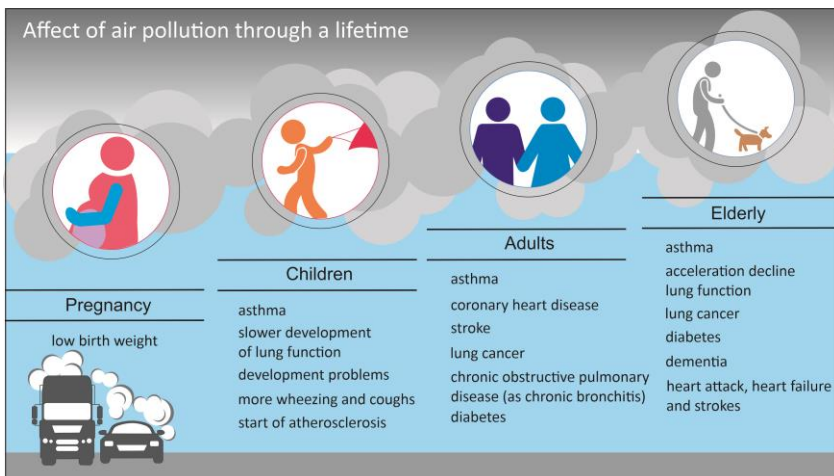 Affect of air pollution through a lifetime
Pregnancy
low birth weight
Children
asthma
slower development
of lung function
development problems
more wheezing and coughs
start of atherosclerosis
Adults
asthma
coronary heart disease
stroke
lung cancer
chronic obstructive pulmonary
disease (as chronic bronchitis)
diabetes
Elderly
asthma
acceleration decline
lung function
lung cancer
diabetes
dementia
heart attack, heart failure
and strokes